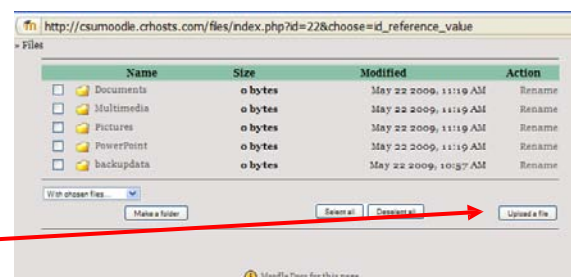 http://csumoodle.crhosts.com/files/index.php?id=22&choose=id_reference_value
» Files
Name Size Modified Action
Documents 0 bytes May 22 2009, 11:19 AM Rename
Multimedia 0 bytes May 22 2009, 11:19 AM Rename
Pictures 0 bytes May 22 2009, 11:19 AM Rename
PowerPoint 0 bytes May 22 2009, 11:19 AM Rename
backupdata 0 bytes May 22 2009, 10:57 AM Rename
With chosen files...
Make a folder Select all Deselect all Upload a file
Moodle Docs for this page